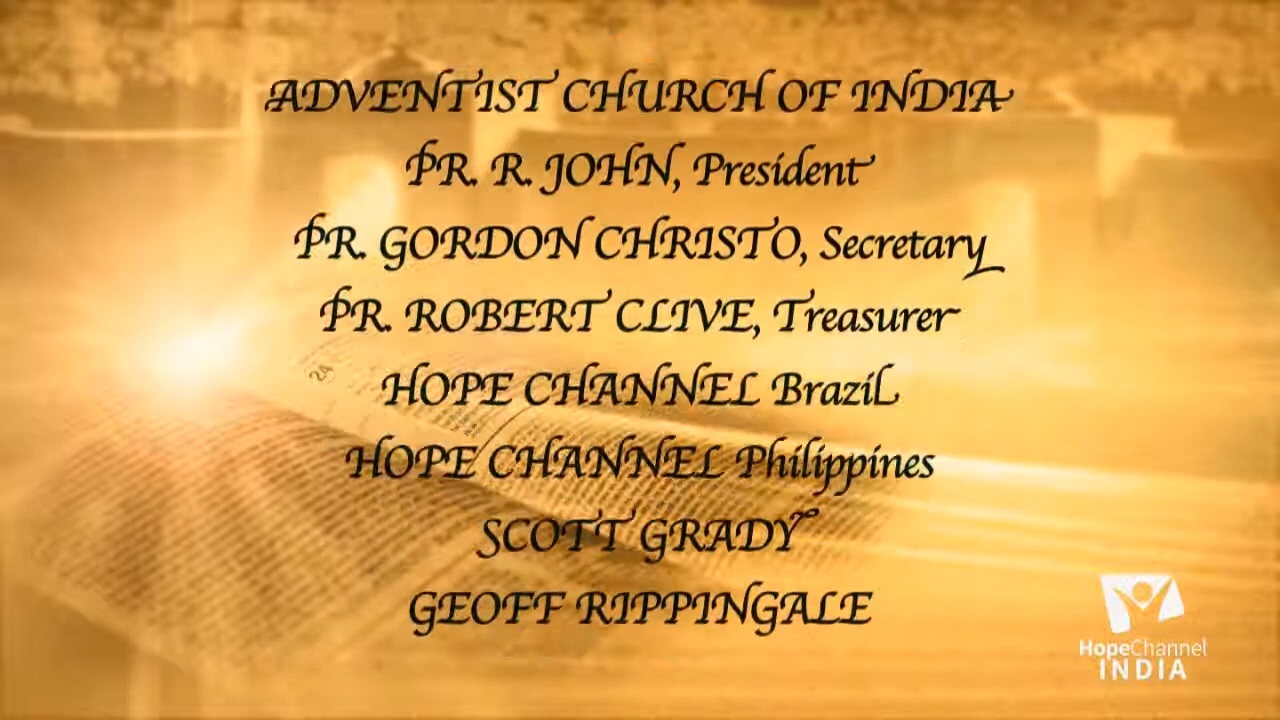 ADVENTIST CHURCH OF INDIA
PR. R. JOHN, President
PR. GORDON CHRISTO, Secretary
PR. ROBERT CLIVE, Treasurer
HOPE CHANNEL Brazil
HOPE CHANNEL Philippines
SCOTT GRADY
GEOFF RIPPINGALE
24
HopeChannel
INDIA